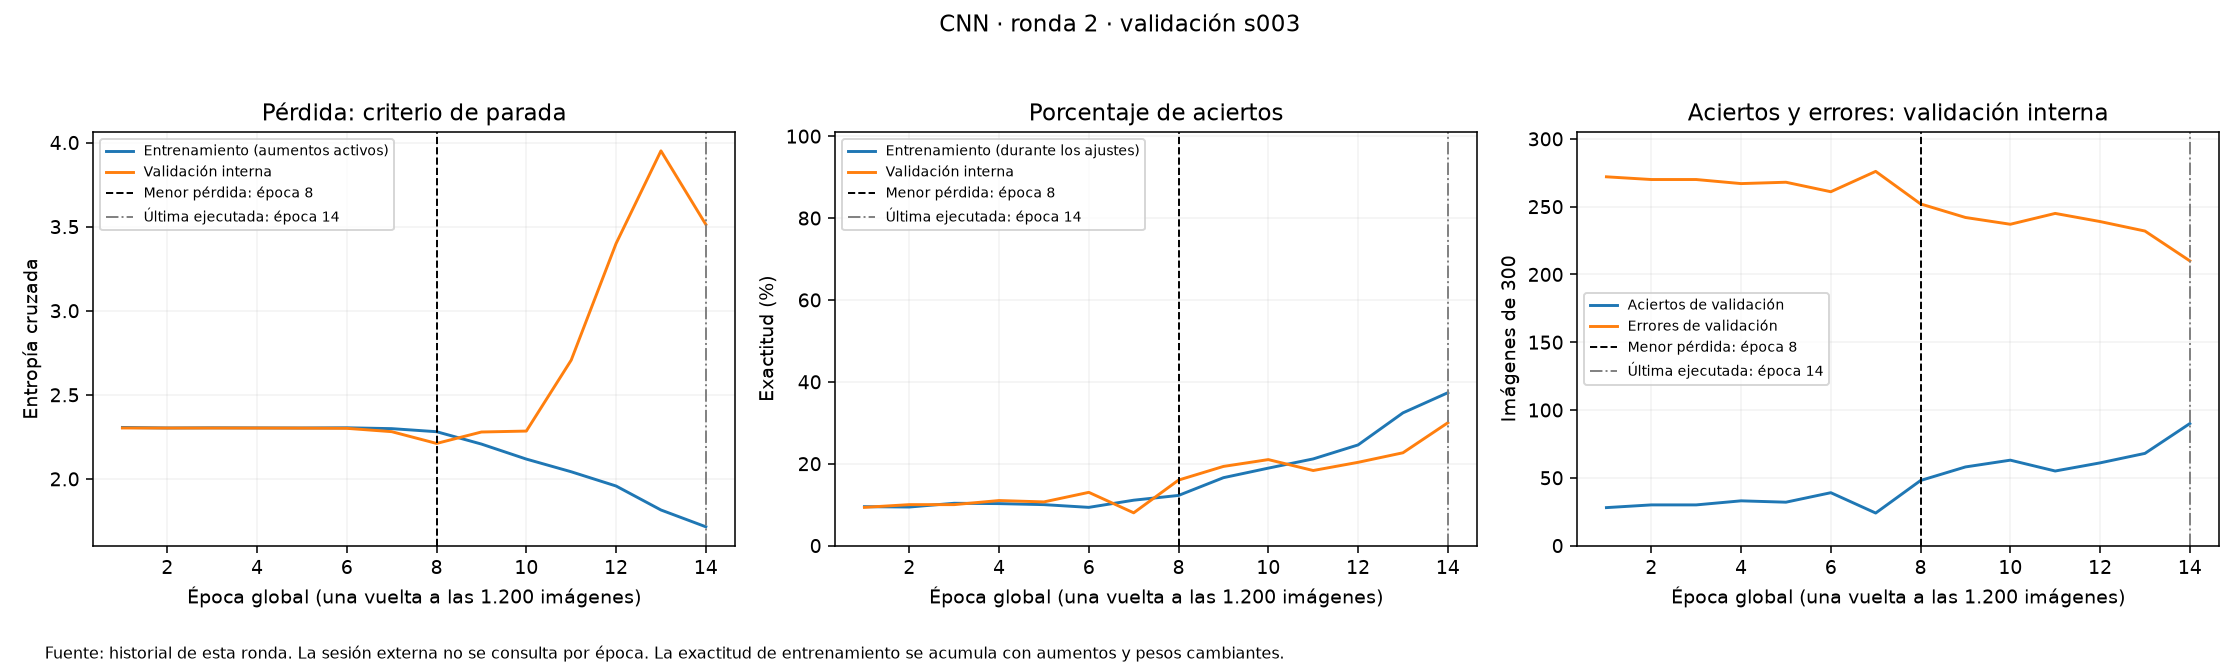 CNN · ronda 2 · validación s003
Pérdida: criterio de parada
4.0
3.5
3.0
2.5
2.0
Entropía cruzada
Entrenamiento (aumentos activos)
Validación interna
Menor pérdida: época 8
Última ejecutada: época 14
2 4 6 8 10 12 14
Época global (una vuelta a las 1.200 imágenes)
Porcentaje de aciertos
100
80
60
40
20
0
Exactitud (%)
Entrenamiento (durante los ajustes)
Validación interna
Menor pérdida: época 8
Última ejecutada: época 14
2 4 6 8 10 12 14
Época global (una vuelta a las 1.200 imágenes)
Aciertos y errores: validación interna
300
250
200
150
100
50
0
Imágenes de 300
Aciertos de validación
Errores de validación
Menor pérdida: época 8
Última ejecutada: época 14
2 4 6 8 10 12 14
Época global (una vuelta a las 1.200 imágenes)
Fuente: historial de esta ronda. La sesión externa no se consulta por época. La exactitud de entrenamiento se acumula con aumentos y pesos cambiantes.